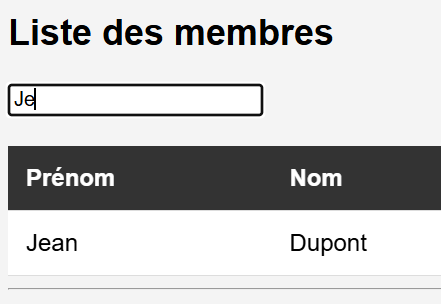 Liste des membres
Je
Prénom Nom
Jean Dupont